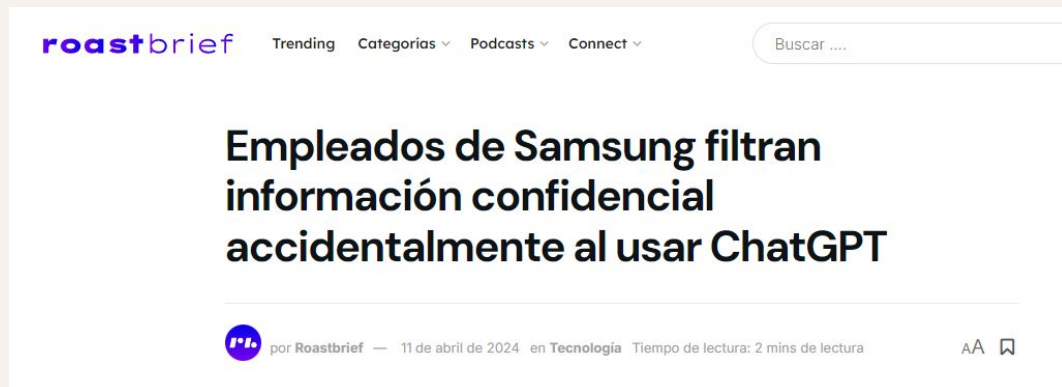 roastbrief Trending Categorías Podcasts Connect Buscar ....
Empleados de Samsung filtran
información confidencial
accidentalmente al usar ChatGPT
por Roastbrief — 11 de abril de 2024 en Tecnología Tiempo de lectura: 2 mins de lectura AA